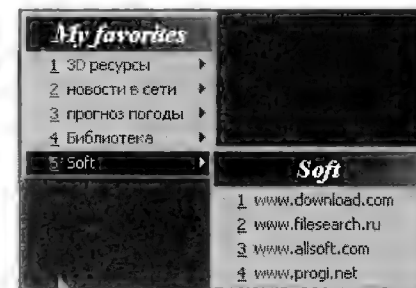 My favorites
1 3D ресурсы
2 новости в сети
3 прогноз погоды
4 Библиотека
5 Soft
Soft
1 www.download.com
2 www.filesearch.ru
3 www.allsoft.com
4 www.progi.net